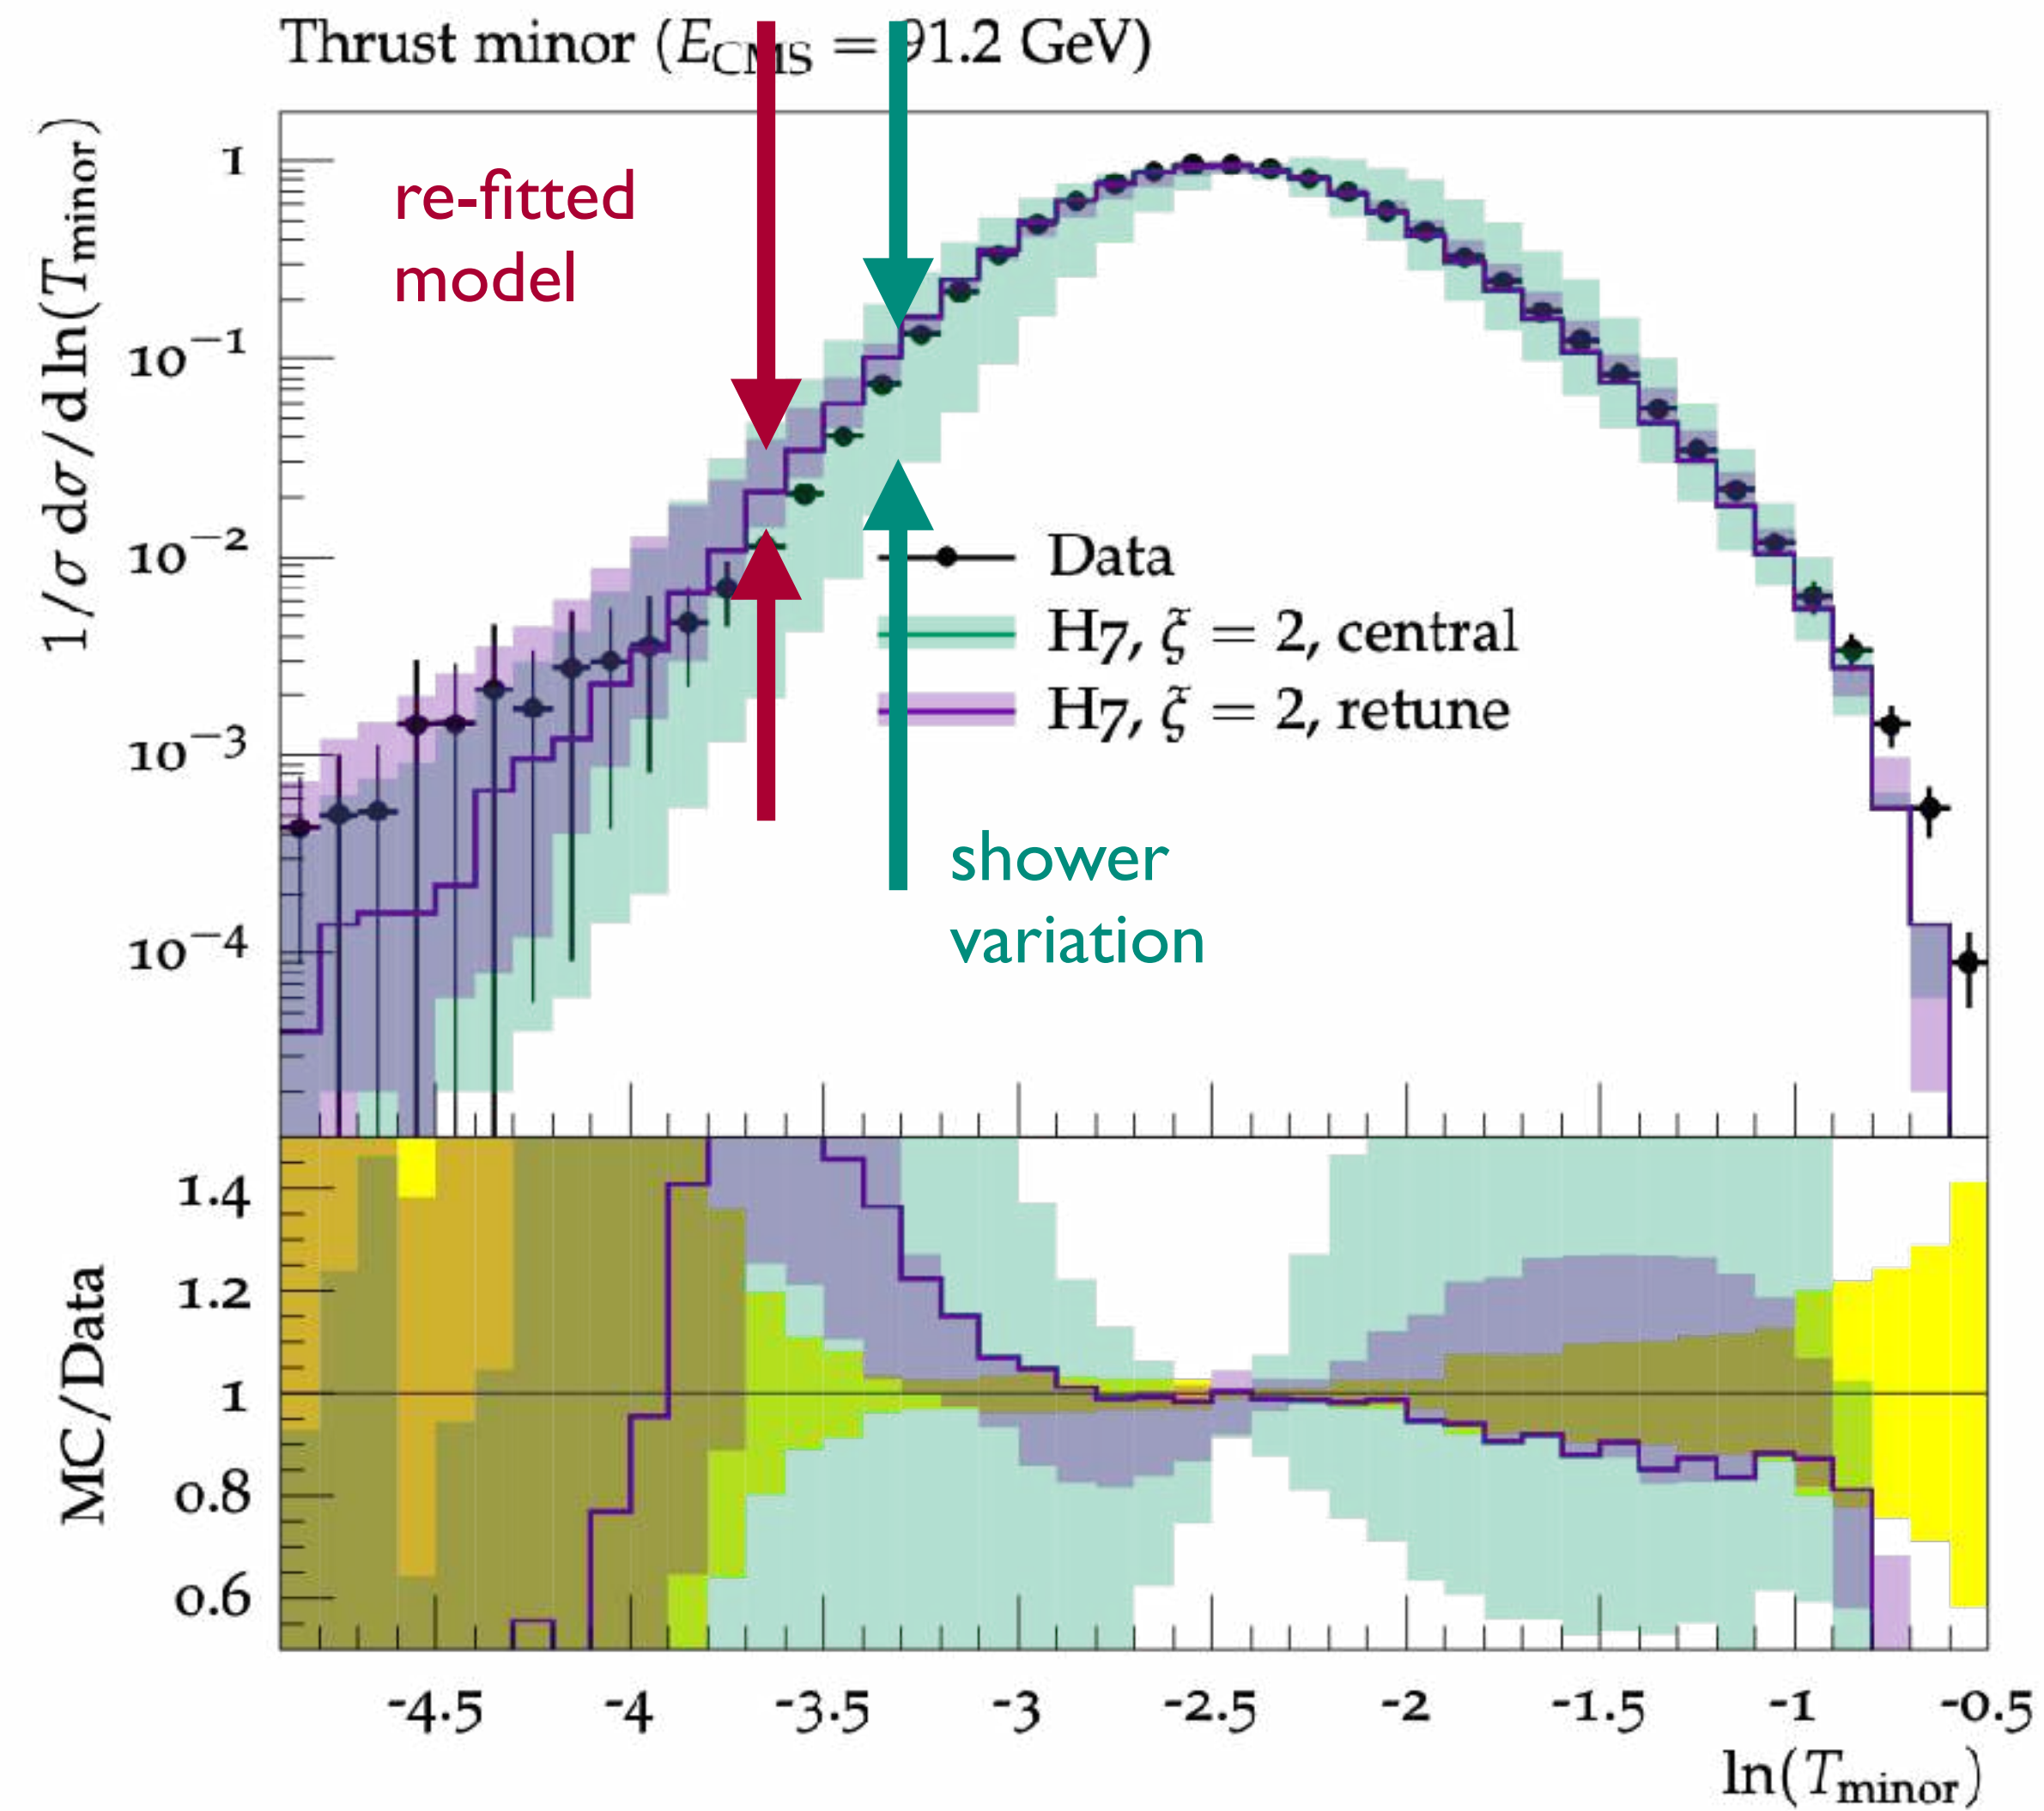 Thrust minor (E_CMS = 91.2 GeV)
1/σ dσ/d ln(T_minor)
1
10⁻¹
10⁻²
10⁻³
10⁻⁴
re-fitted
model
Data
H7, ξ = 2, central
H7, ξ = 2, retune
shower
variation
MC/Data
1.4
1.2
1
0.8
0.6
-4.5 -4 -3.5 -3 -2.5 -2 -1.5 -1 -0.5
ln(T_minor)